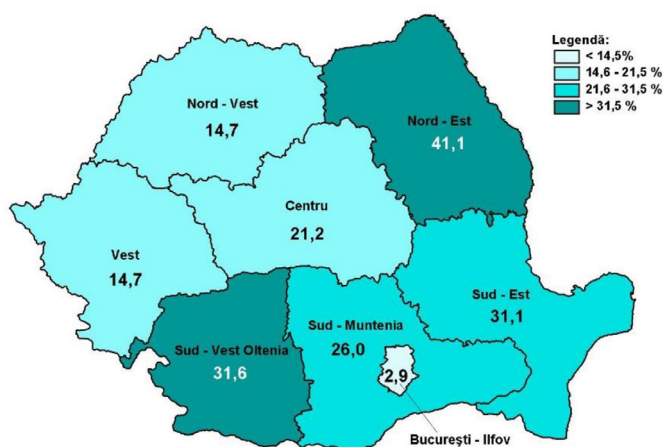 Legendă:
< 14,5%
14,6 - 21,5 %
21,6 - 31,5 %
> 31,5 %
Nord - Vest
14,7
Nord - Est
41,1
Centru
21,2
Vest
14,7
Sud - Est
31,1
Sud - Muntenia
26,0
Sud - Vest Oltenia
31,6
2,9
Bucureşti - Ilfov